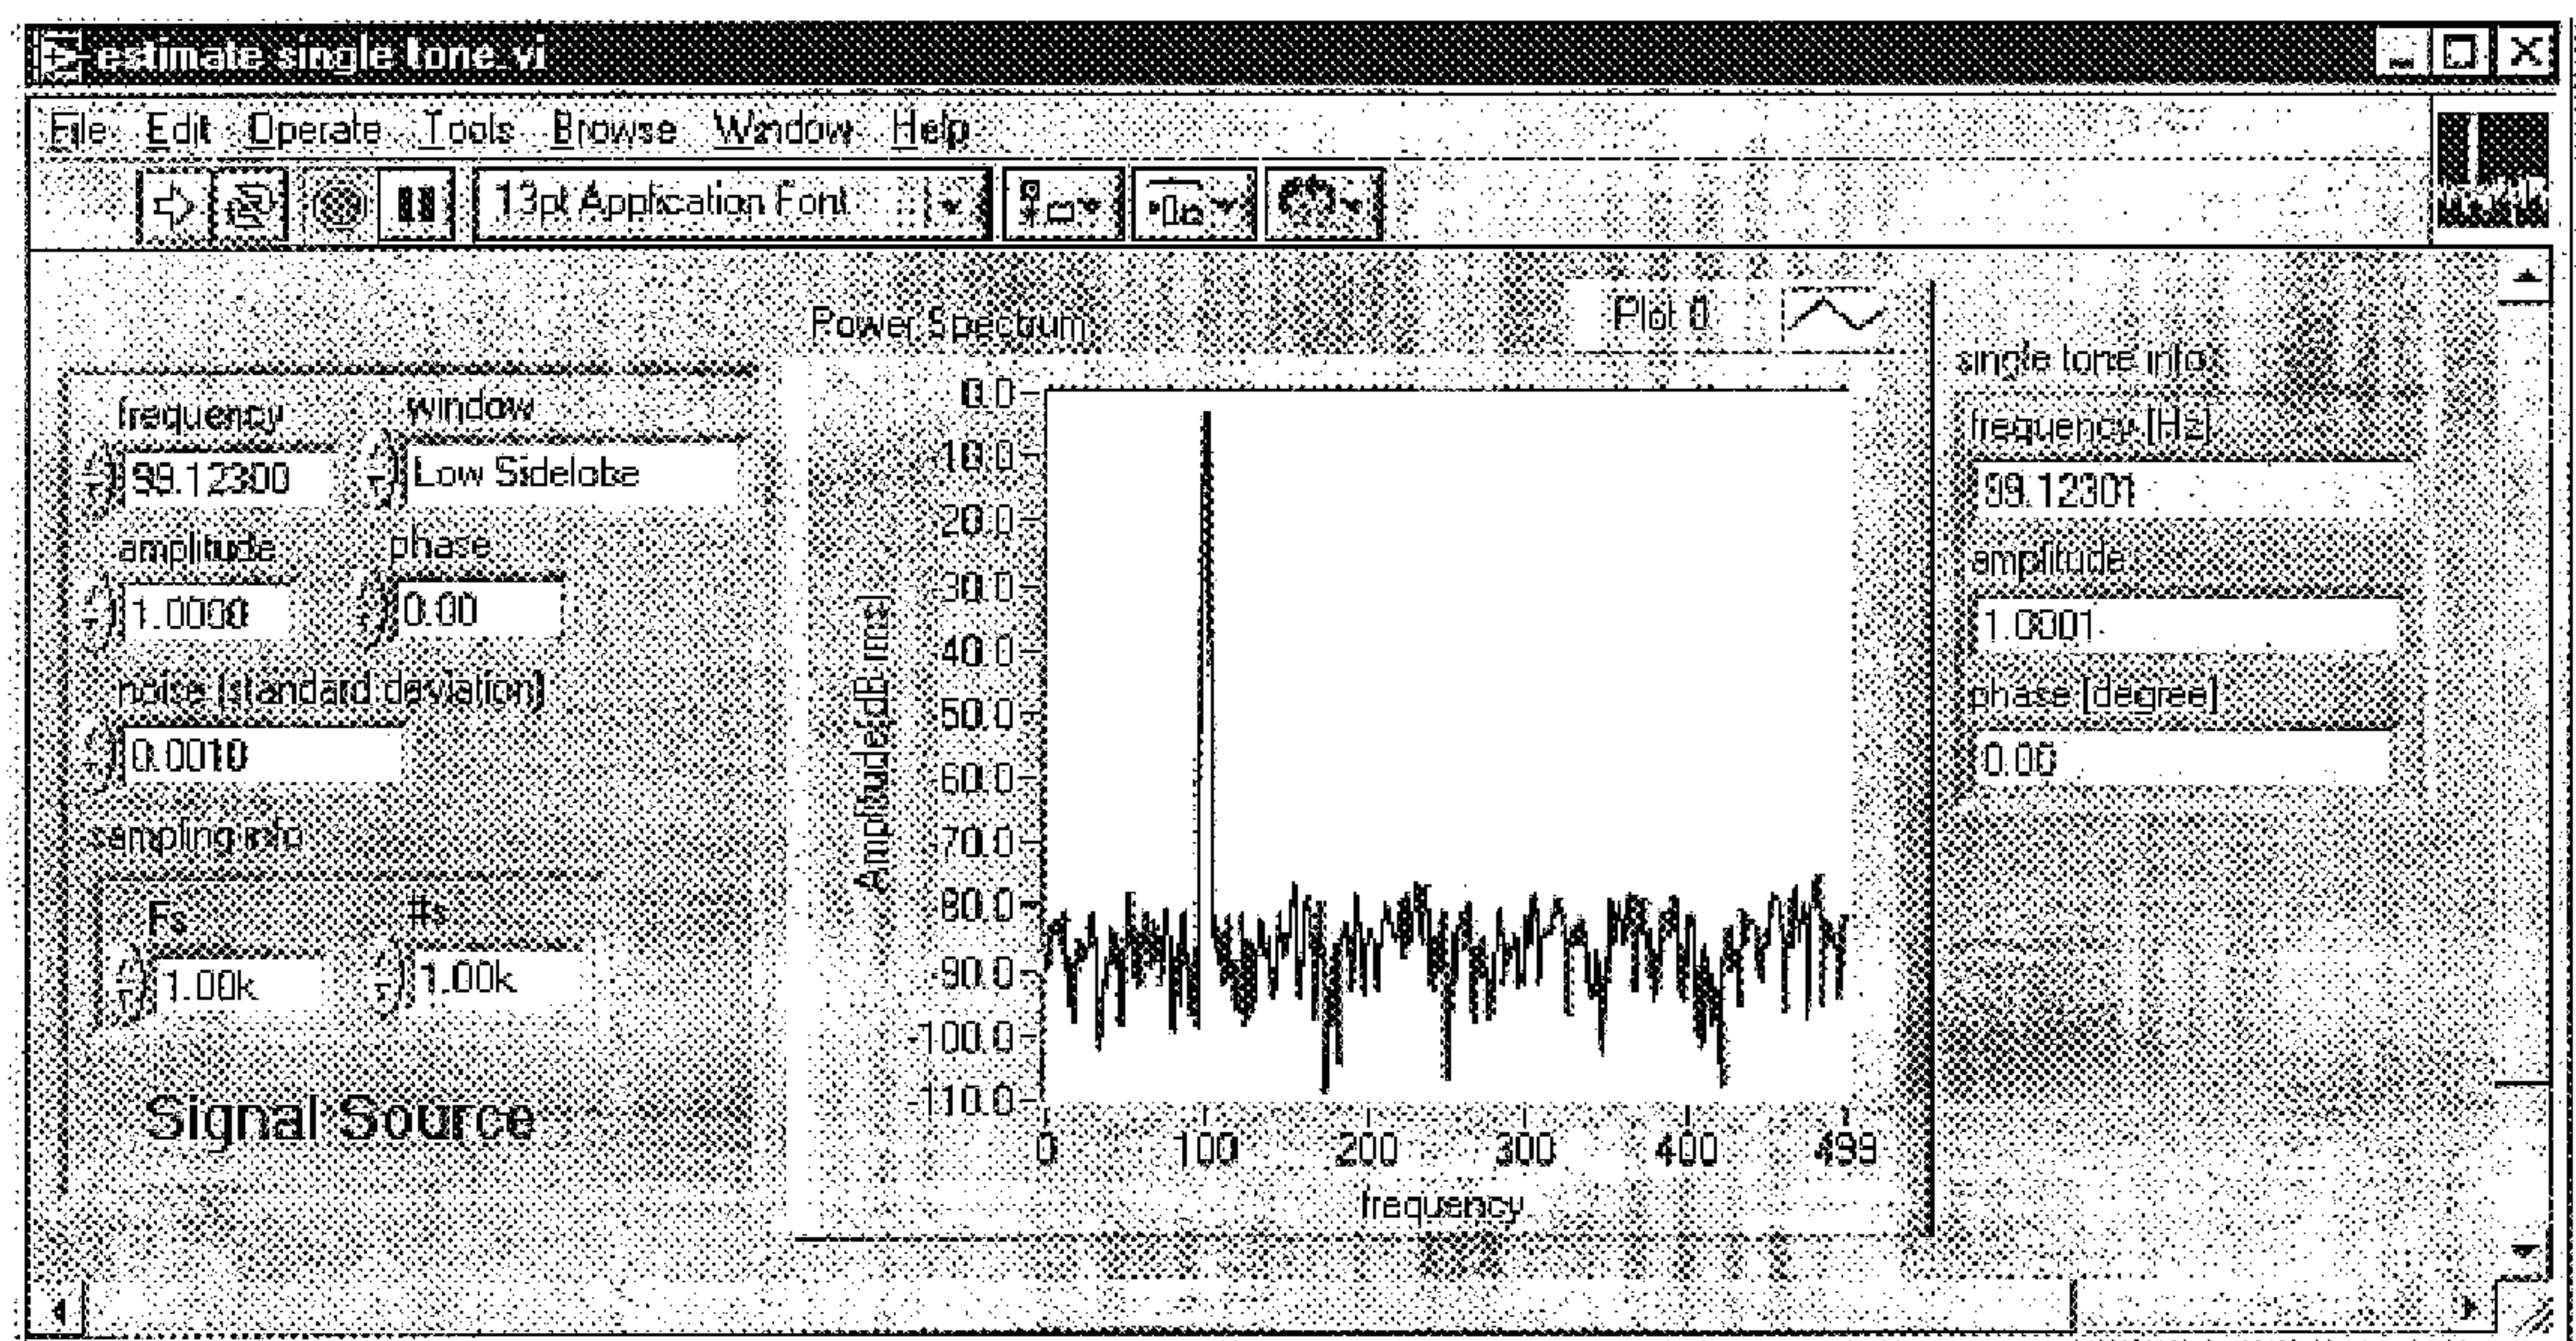 estimate single tone.vi
File Edit Operate Tools Browse Window Help
13pt Application Font
Power Spectrum
Plot 0
frequency
99.12300
window
Low Sidelobe
amplitude
1.0000
phase
0.00
noise (standard deviation)
0.0010
sampling info
Fs
1.00k
#s
1.00k
Signal Source
Amplitude(dB rms)
0.0
-10.0
-20.0
-30.0
-40.0
-50.0
-60.0
-70.0
-80.0
-90.0
-100.0
-110.0
0 100 200 300 400 499
frequency
single tone info
frequency [Hz]
99.12301
amplitude
1.0001
phase [degree]
0.00